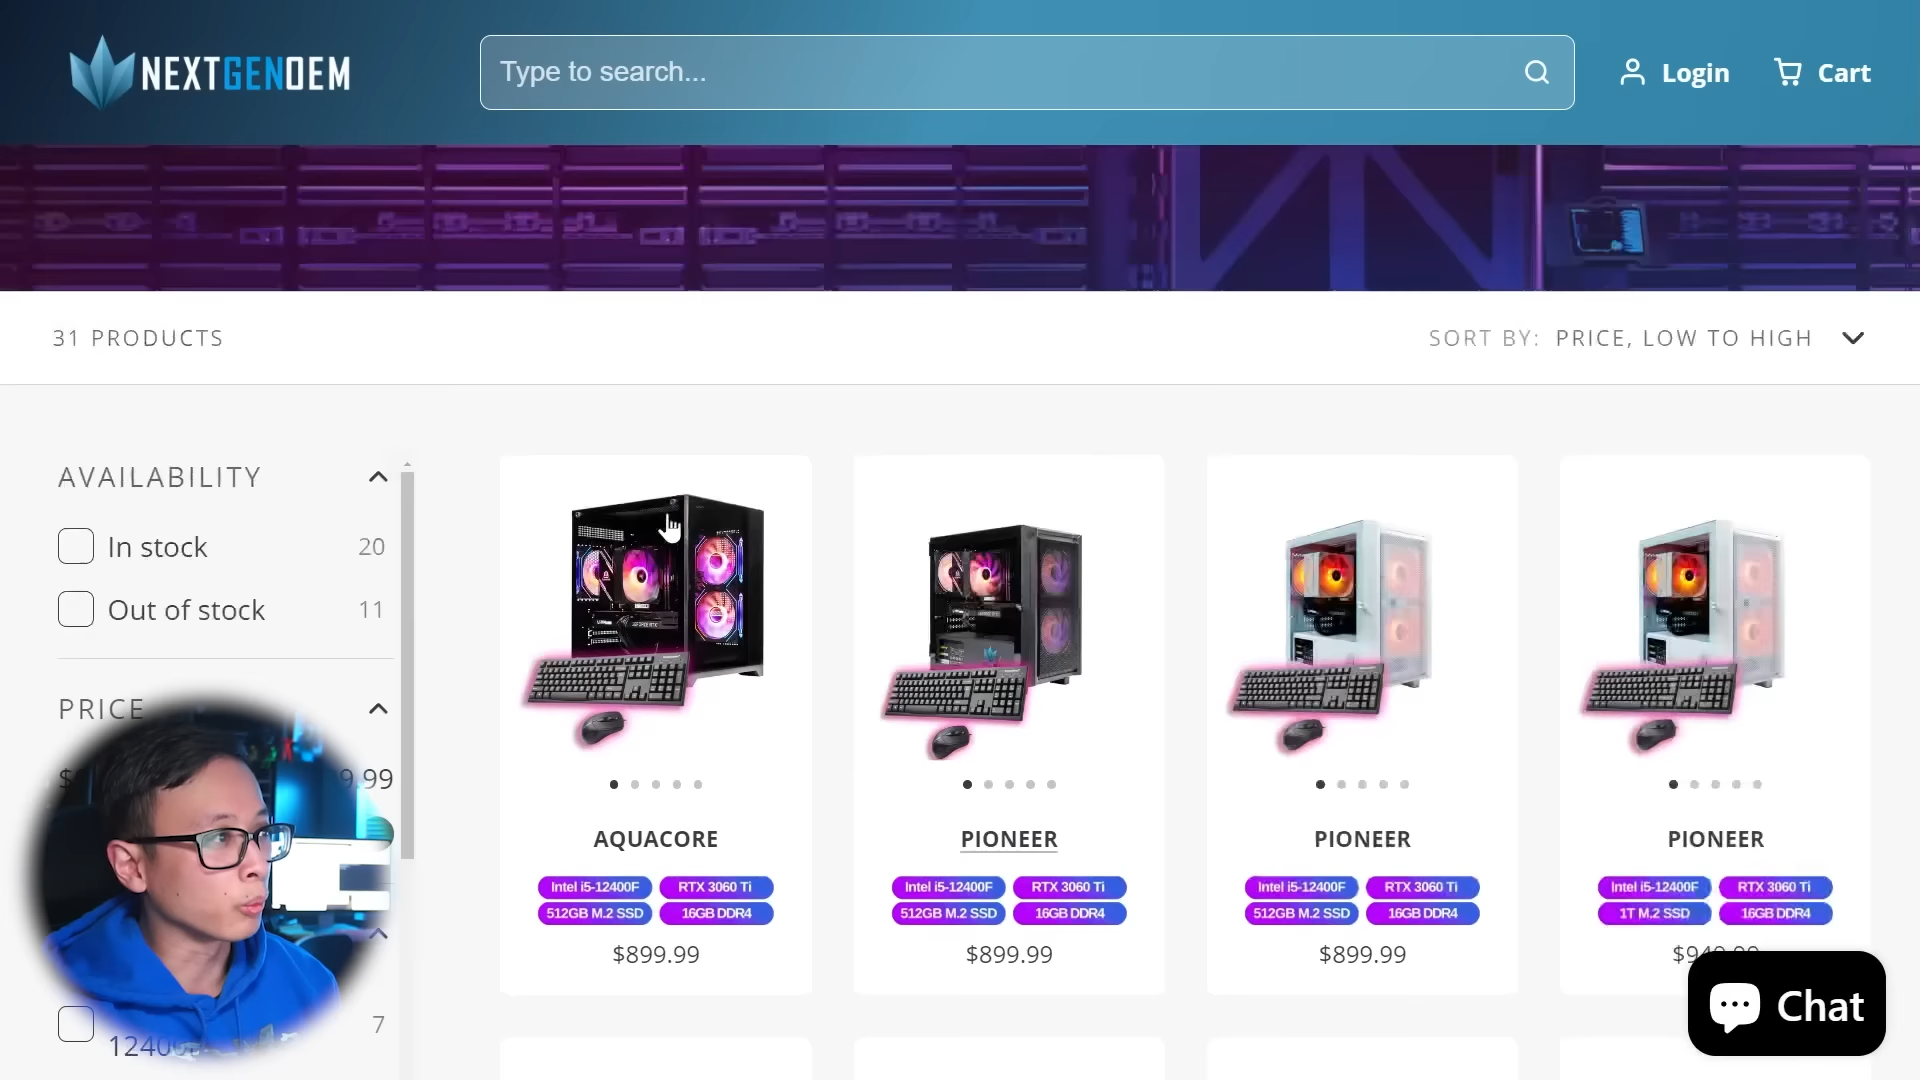 NEXTGENOEM
Type to search...
Login
Cart
31 PRODUCTS
SORT BY: PRICE, LOW TO HIGH
AVAILABILITY
In stock 20
Out of stock 11
PRICE
9.99
7
AQUACORE
Intel i5-12400F RTX 3060 Ti
512GB M.2 SSD 16GB DDR4
$899.99
PIONEER
Intel i5-12400F RTX 3060 Ti
512GB M.2 SSD 16GB DDR4
$899.99
PIONEER
Intel i5-12400F RTX 3060 Ti
512GB M.2 SSD 16GB DDR4
$899.99
PIONEER
Intel i5-12400F RTX 3060 Ti
1T M.2 SSD 16GB DDR4
Chat